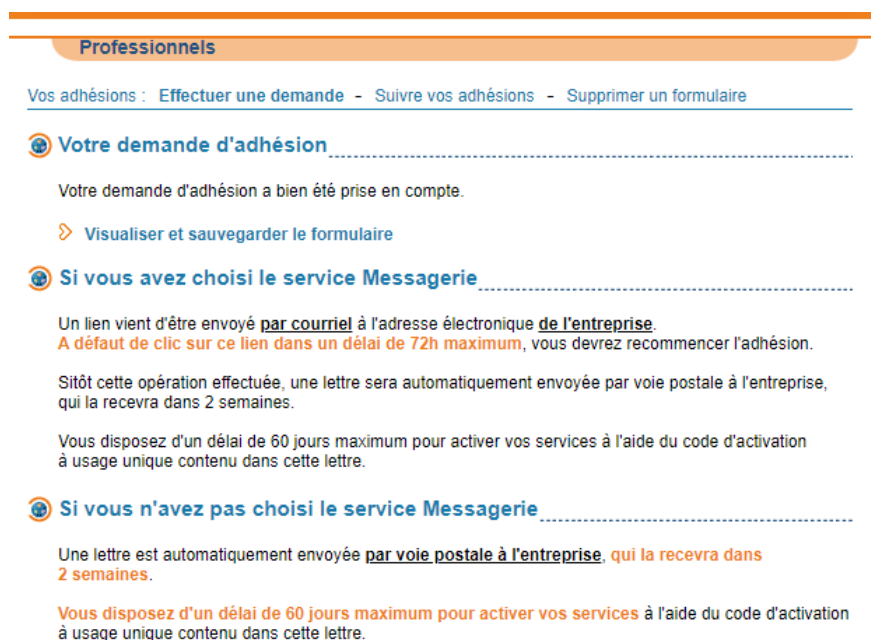 Professionnels
Vos adhésions : Effectuer une demande - Suivre vos adhésions - Supprimer un formulaire
Votre demande d'adhésion
Votre demande d'adhésion a bien été prise en compte.
Visualiser et sauvegarder le formulaire
Si vous avez choisi le service Messagerie
Un lien vient d'être envoyé par courriel à l'adresse électronique de l'entreprise.
A défaut de clic sur ce lien dans un délai de 72h maximum, vous devrez recommencer l'adhésion.
Sitôt cette opération effectuée, une lettre sera automatiquement envoyée par voie postale à l'entreprise,
qui la recevra dans 2 semaines.
Vous disposez d'un délai de 60 jours maximum pour activer vos services à l'aide du code d'activation
à usage unique contenu dans cette lettre.
Si vous n'avez pas choisi le service Messagerie
Une lettre est automatiquement envoyée par voie postale à l'entreprise, qui la recevra dans
2 semaines.
Vous disposez d'un délai de 60 jours maximum pour activer vos services à l'aide du code d'activation
à usage unique contenu dans cette lettre.